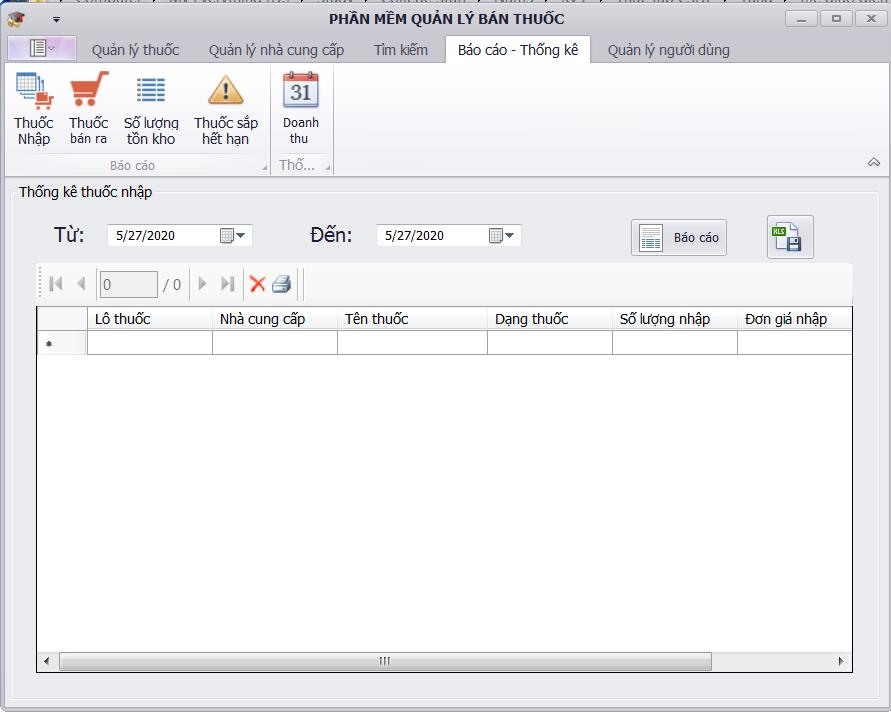 PHẦN MỀM QUẢN LÝ BÁN THUỐC
Quản lý thuốc Quản lý nhà cung cấp Tìm kiếm Báo cáo - Thống kê Quản lý người dùng
31
Thuốc Thuốc Số lượng Thuốc sắp Doanh
Nhập bán ra tồn kho hết hạn thu
Báo cáo Thố...
Thống kê thuốc nhập
Từ: 5/27/2020 Đến: 5/27/2020 Báo cáo XLS
0 / 0
Lô thuốc Nhà cung cấp Tên thuốc Dạng thuốc Số lượng nhập Đơn giá nhập
*